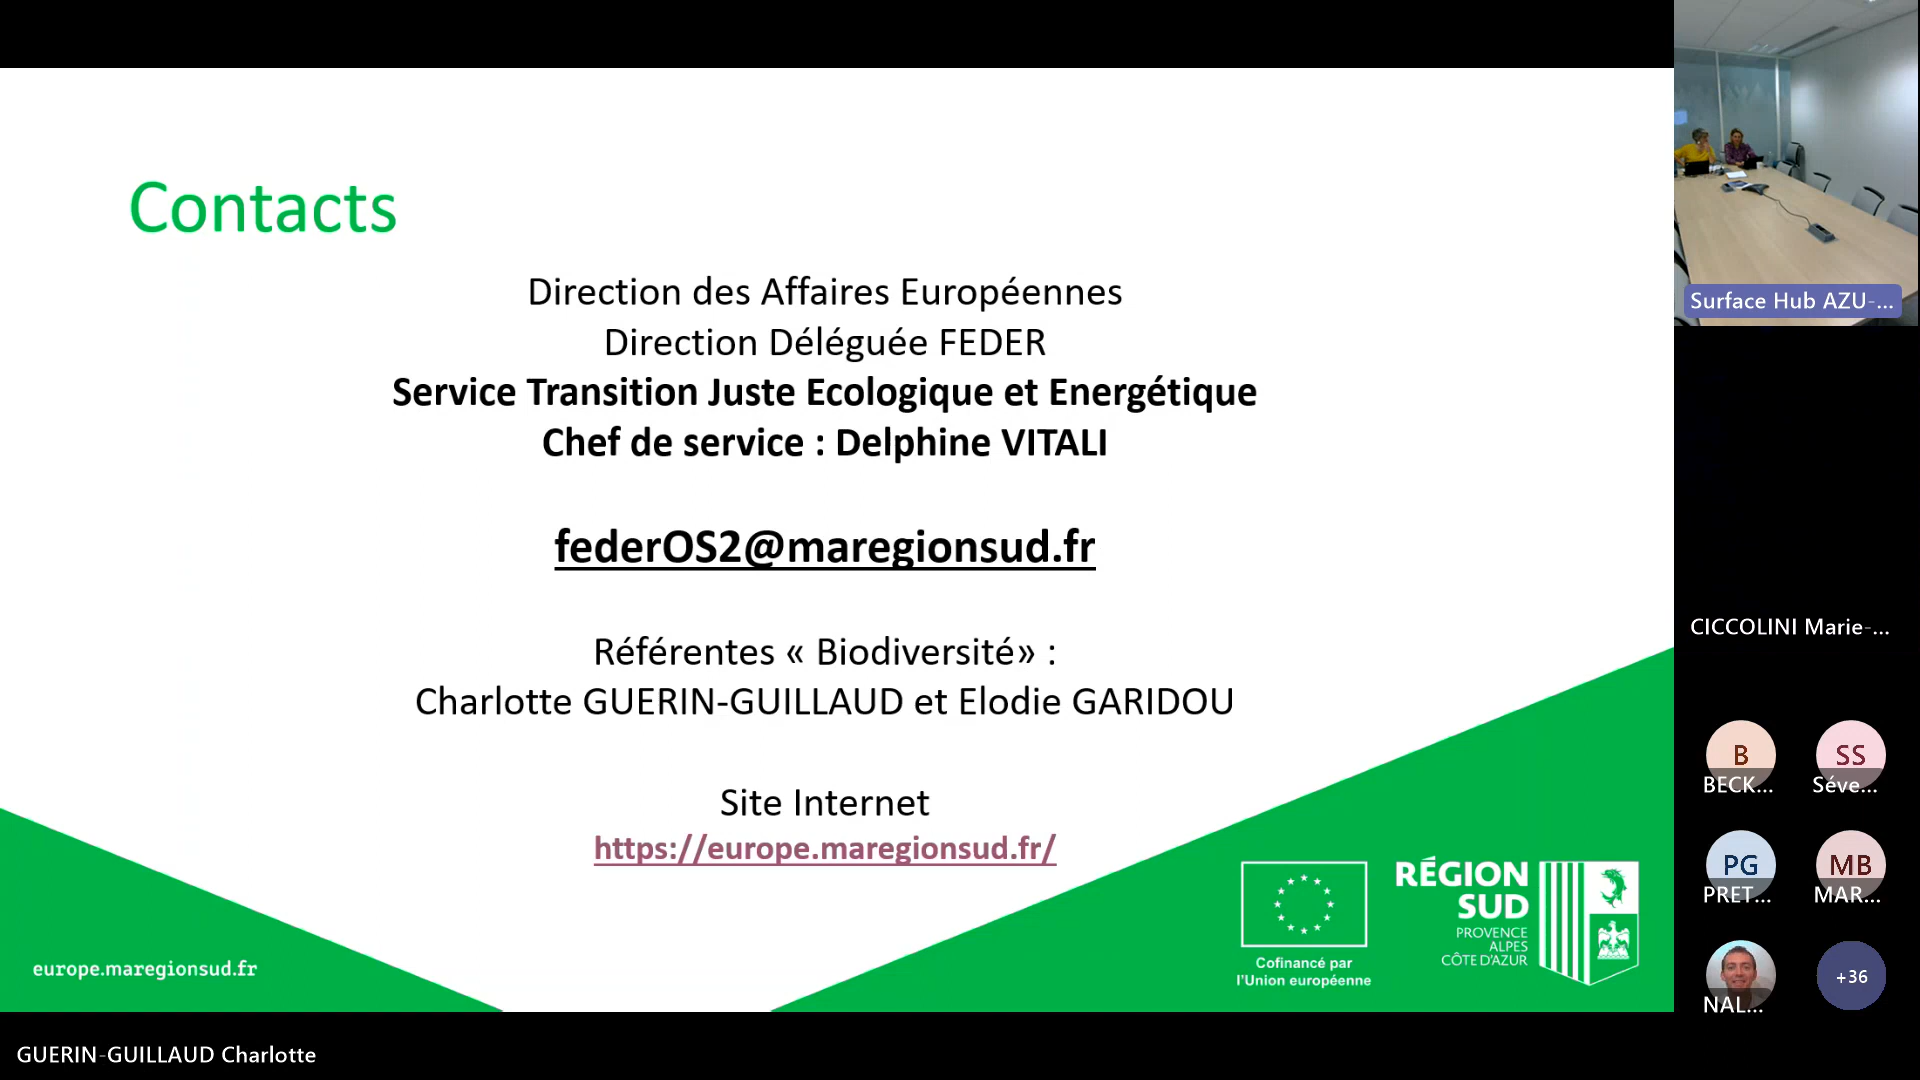 Contacts
Direction des Affaires Européennes
Direction Déléguée FEDER
Service Transition Juste Ecologique et Energétique
Chef de service : Delphine VITALI
federOS2@maregionsud.fr
Référentes « Biodiversité» :
Charlotte GUERIN-GUILLAUD et Elodie GARIDOU
Site Internet
https://europe.maregionsud.fr/
europe.maregionsud.fr
Cofinancé par
l'Union européenne
RÉGION
SUD
PROVENCE
ALPES
CÔTE D'AZUR
GUERIN-GUILLAUD Charlotte
Surface Hub AZU-...
CICCOLINI Marie-...
B
BECK...
SS
Séve...
PG
PRET...
MB
MAR...
NAL...
+36